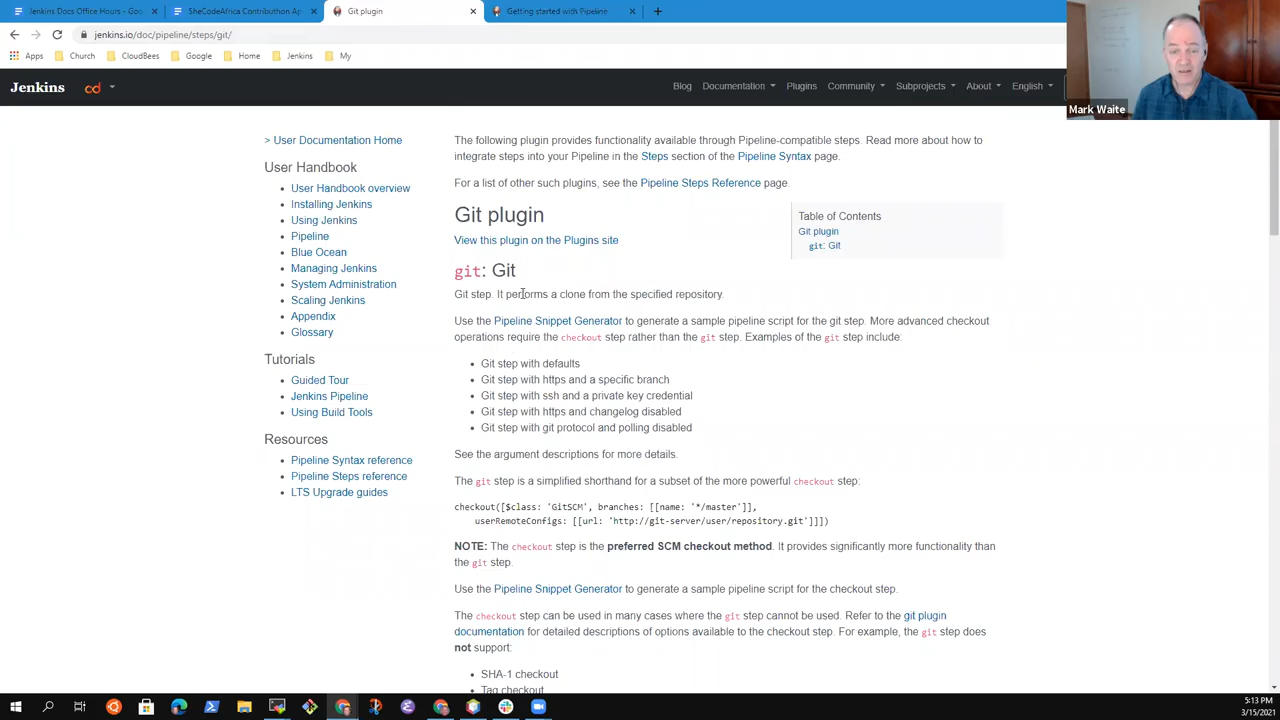 Jenkins Docs Office Hours - Goo
SheCodeAfrica Contributhon Ap
Git plugin
Getting started with Pipeline
jenkins.io/doc/pipeline/steps/git/
Apps
Church
CloudBees
Google
Home
Jenkins
My
Mark Waite
Jenkins
cd
Blog
Documentation
Plugins
Community
Subprojects
About
English
> User Documentation Home
User Handbook
User Handbook overview
Installing Jenkins
Using Jenkins
Pipeline
Blue Ocean
Managing Jenkins
System Administration
Scaling Jenkins
Appendix
Glossary
Tutorials
Guided Tour
Jenkins Pipeline
Using Build Tools
Resources
Pipeline Syntax reference
Pipeline Steps reference
LTS Upgrade guides
The following plugin provides functionality available through Pipeline-compatible steps. Read more about how to
integrate steps into your Pipeline in the Steps section of the Pipeline Syntax page.
For a list of other such plugins, see the Pipeline Steps Reference page.
Git plugin
View this plugin on the Plugins site
Table of Contents
Git plugin
git: Git
git: Git
Git step. It performs a clone from the specified repository.
Use the Pipeline Snippet Generator to generate a sample pipeline script for the git step. More advanced checkout
operations require the checkout step rather than the git step. Examples of the git step include:
• Git step with defaults
• Git step with https and a specific branch
• Git step with ssh and a private key credential
• Git step with https and changelog disabled
• Git step with git protocol and polling disabled
See the argument descriptions for more details.
The git step is a simplified shorthand for a subset of the more powerful checkout step:
checkout([$class: 'GitSCM', branches: [[name: '*/master']],
userRemoteConfigs: [[url: 'http://git-server/user/repository.git']]])
NOTE: The checkout step is the preferred SCM checkout method. It provides significantly more functionality than
the git step.
Use the Pipeline Snippet Generator to generate a sample pipeline script for the checkout step.
The checkout step can be used in many cases where the git step cannot be used. Refer to the git plugin
documentation for detailed descriptions of options available to the checkout step. For example, the git step does
not support:
• SHA-1 checkout
• Tag checkout
5:13 PM
3/15/2021